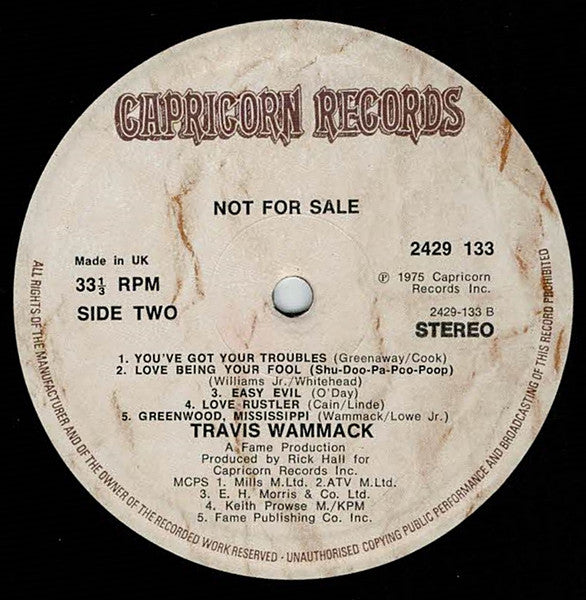 CAPRICORN RECORDS
NOT FOR SALE
Made in UK
33⅓ RPM
SIDE TWO
2429 133
℗ 1975 Capricorn
Records Inc.
2429-133 B
STEREO
1. YOU'VE GOT YOUR TROUBLES (Greenaway/Cook)
2. LOVE BEING YOUR FOOL (Shu-Doo-Pa-Poo-Poop)
(Williams Jr./Whitehead)
3. EASY EVIL (O'Day)
4. LOVE RUSTLER (Cain/Linde)
5. GREENWOOD, MISSISSIPPI (Wammack/Lowe Jr.)
TRAVIS WAMMACK
A Fame Production
Produced by Rick Hall for
Capricorn Records Inc.
MCPS 1. Mills M.Ltd. 2.ATV M.Ltd.
3. E. H. Morris & Co. Ltd.
4. Keith Prowse M./KPM
5. Fame Publishing Co. Inc.
ALL RIGHTS OF THE MANUFACTURER AND OF THE OWNER OF THE RECORDED WORK RESERVED - UNAUTHORISED COPYING PUBLIC PERFORMANCE AND BROADCASTING OF THIS RECORD PROHIBITED